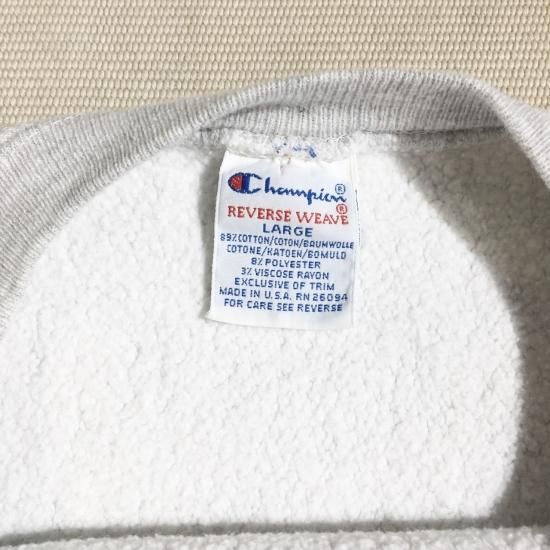 Champion®
REVERSE WEAVE®
LARGE
89% COTTON/COTON/BAUMWOLLE
COTONE/KATOEN/BOMULD
8% POLYESTER
3% VISCOSE RAYON
EXCLUSIVE OF TRIM
MADE IN U.S.A. RN 26094
FOR CARE SEE REVERSE